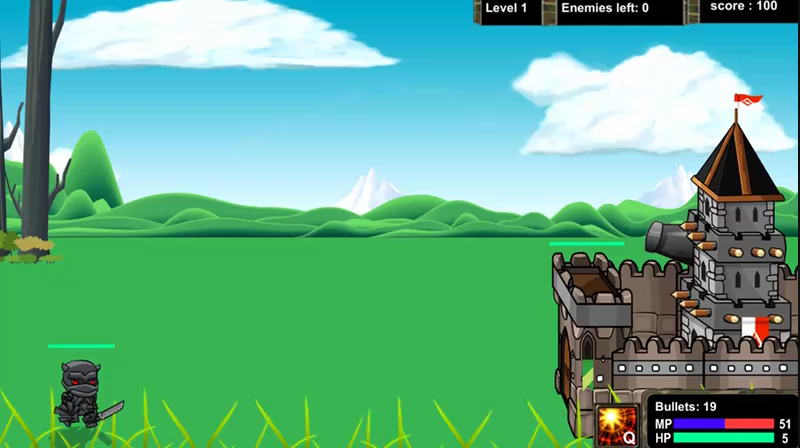 Level 1
Enemies left: 0
score : 100
Bullets: 19
MP 51
HP 5
Q